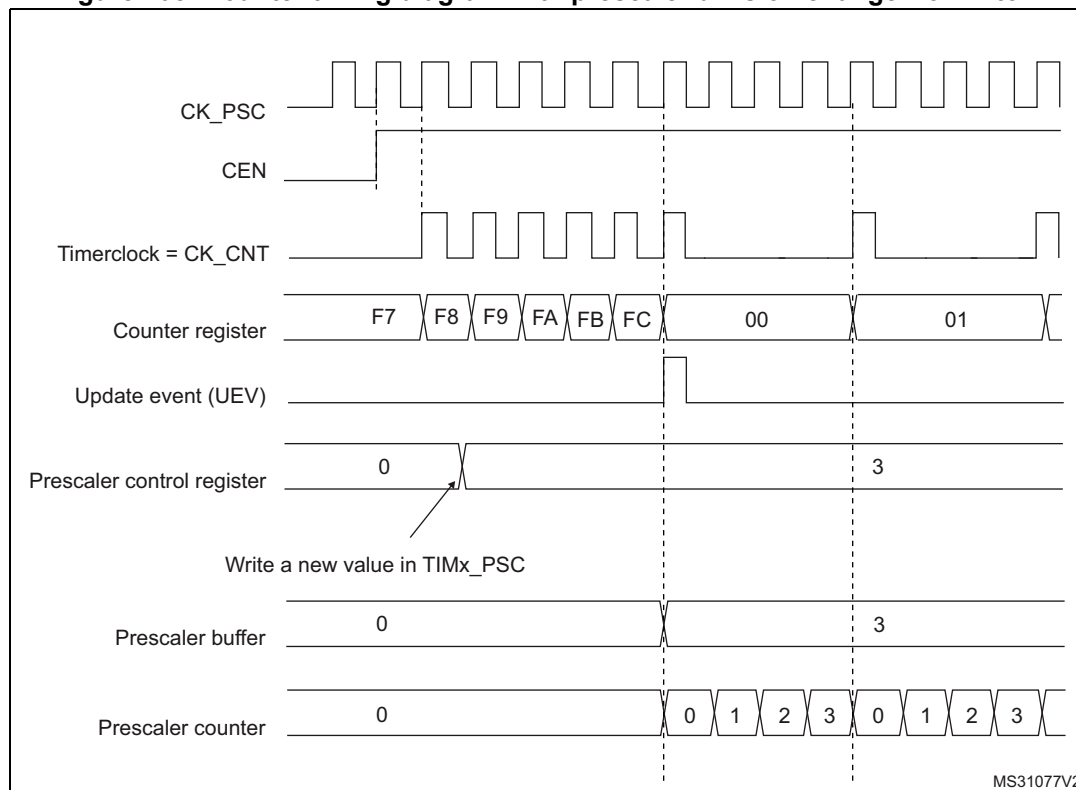 CK_PSC
CEN
Timerclock = CK_CNT
Counter register
F7 F8 F9 FA FB FC 00 01
Update event (UEV)
Prescaler control register
0 3
Write a new value in TIMx_PSC
Prescaler buffer
0 3
Prescaler counter
0 0 1 2 3 0 1 2 3
MS31077V2